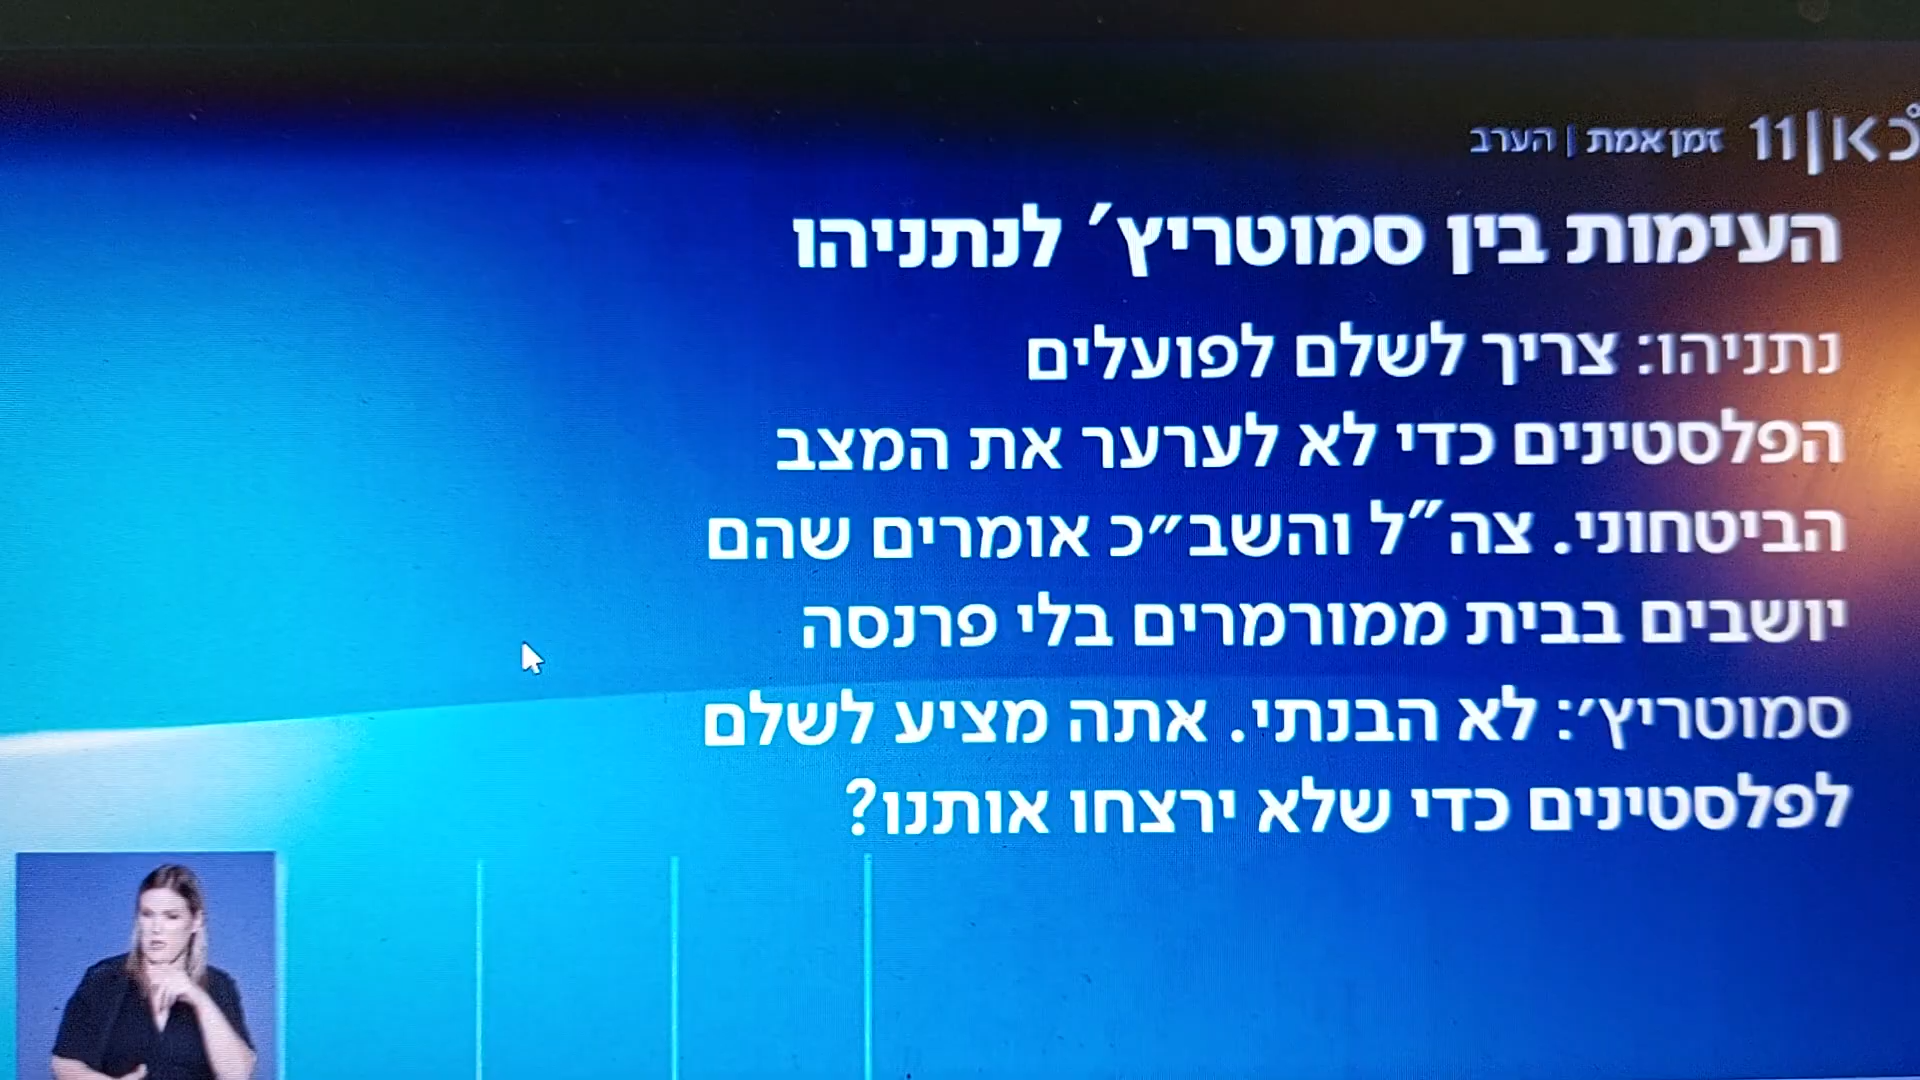 כאן 11 זמן אמת | הערב
העימות בין סמוטריץ׳ לנתניהו
נתניהו: צריך לשלם לפועלים
הפלסטינים כדי לא לערער את המצב
הביטחוני. צה״ל והשב״כ אומרים שהם
יושבים בבית ממורמרים בלי פרנסה
סמוטריץ׳: לא הבנתי. אתה מציע לשלם
לפלסטינים כדי שלא ירצחו אותנו?